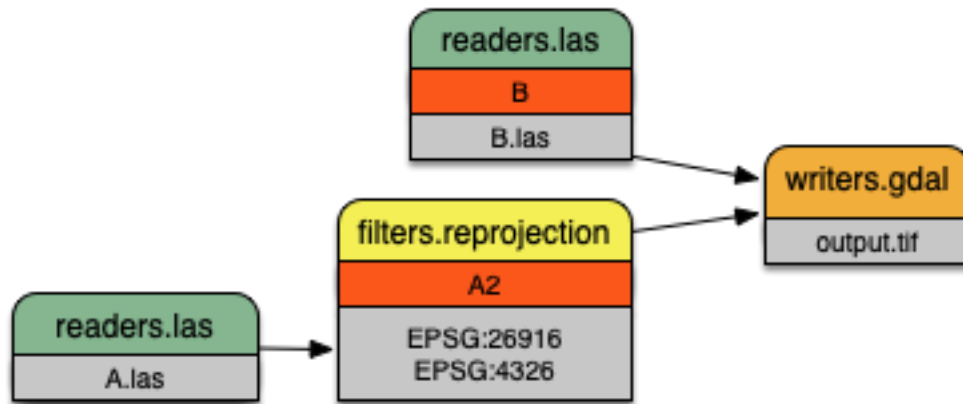 readers.las
B
B.las
writers.gdal
output.tif
filters.reprojection
A2
EPSG:26916
EPSG:4326
readers.las
A.las